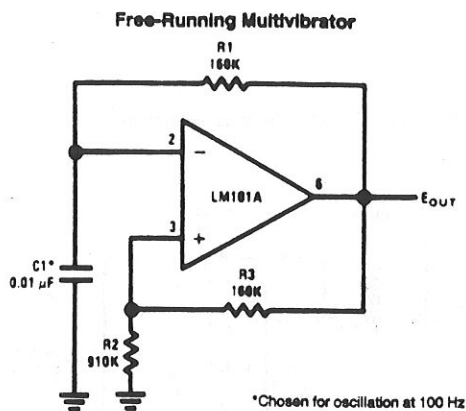 Free-Running Multivibrator
R1
160K
2
LM101A
6
EOUT
3
C1*
0.01 μF
R3
160K
R2
910K
*Chosen for oscillation at 100 Hz